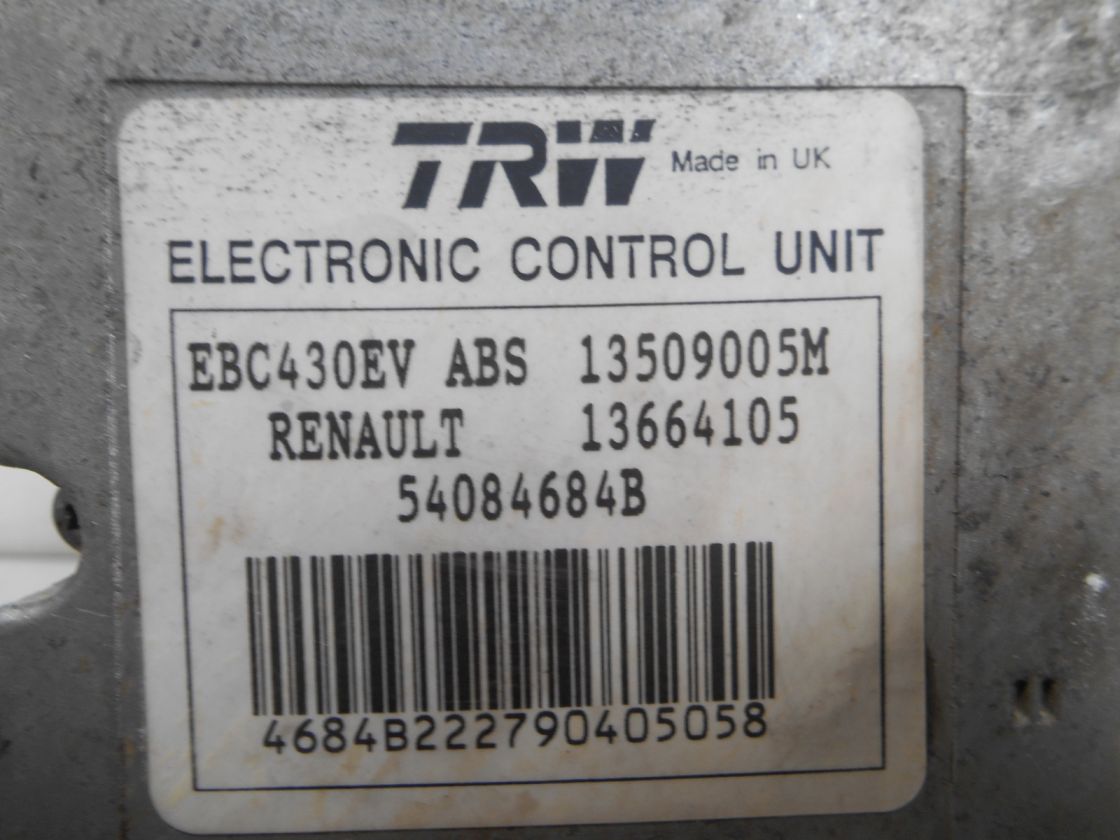 TRW Made in UK
ELECTRONIC CONTROL UNIT
EBC430EV ABS 13509005M
RENAULT 13664105
54084684B
4684B222790405058